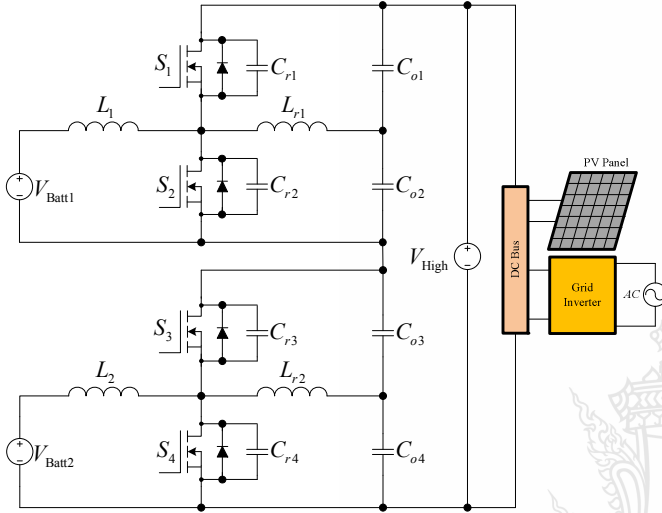 S1
Cr1
Co1
L1
Lr1
VBatt1
S2
Cr2
Co2
PV Panel
DC Bus
VHigh
Grid
Inverter
AC
S3
Cr3
Co3
L2
Lr2
VBatt2
S4
Cr4
Co4